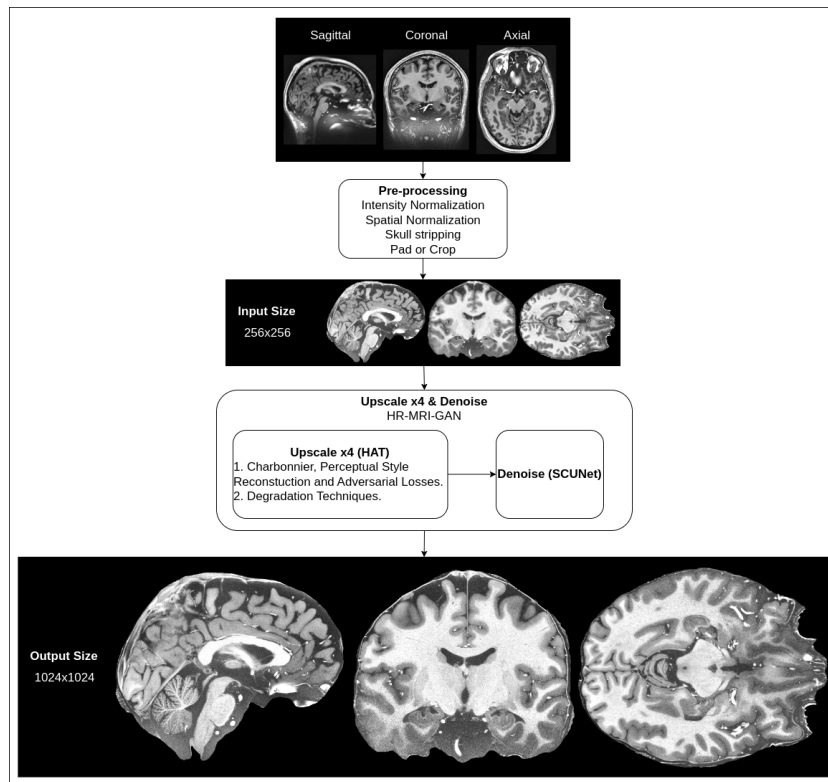 Sagittal Coronal Axial
Pre-processing
Intensity Normalization
Spatial Normalization
Skull stripping
Pad or Crop
Input Size
256x256
Upscale x4 & Denoise
HR-MRI-GAN
Upscale x4 (HAT)
1. Charbonnier, Perceptual Style
Reconstuction and Adversarial Losses.
2. Degradation Techniques.
Denoise (SCUNet)
Output Size
1024x1024